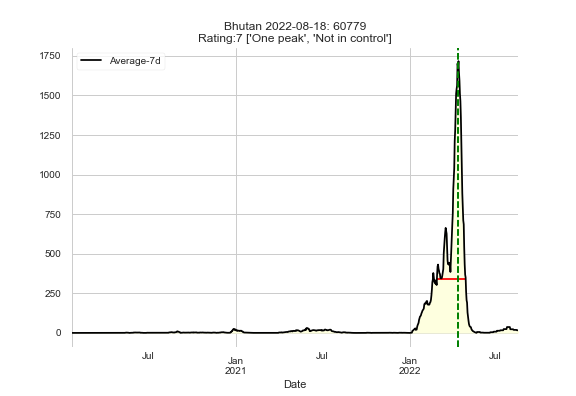 Bhutan 2022-08-18: 60779
Rating:7 ['One peak', 'Not in control']
Average-7d
1750
1500
1250
1000
750
500
250
0
Jul
Jan
2021
Jul
Jan
2022
Jul
Date